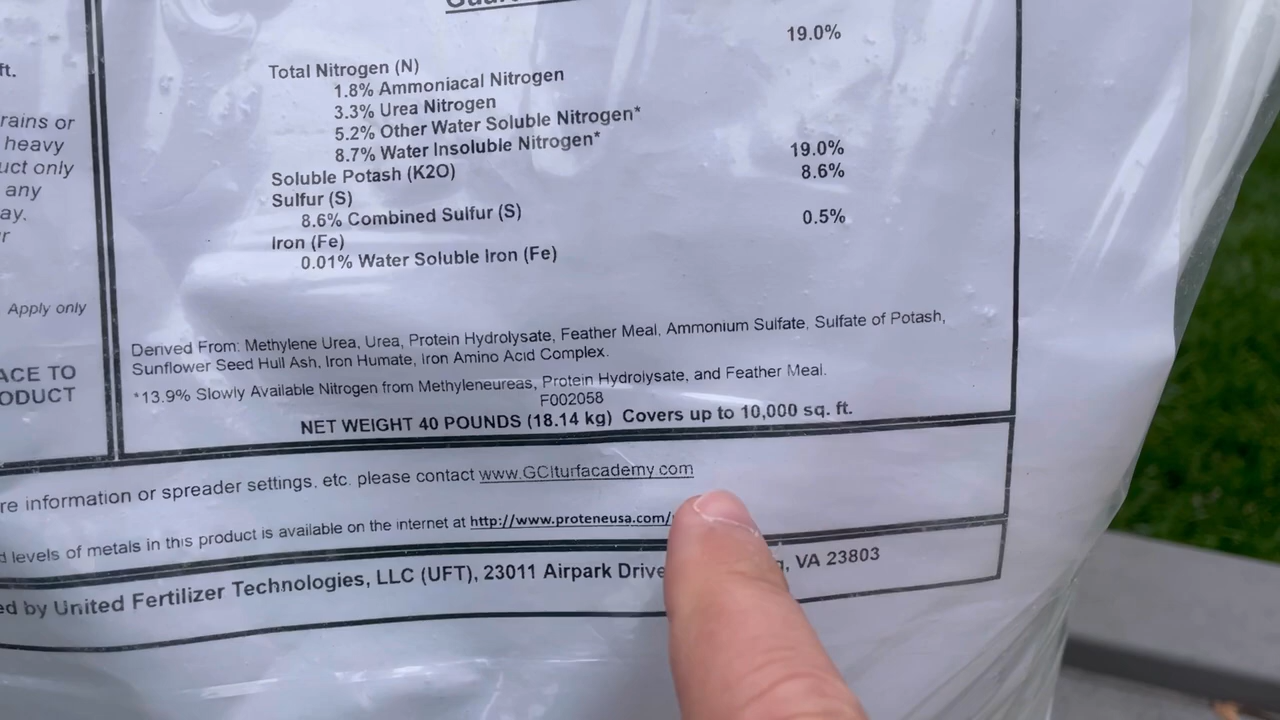 19.0%
Total Nitrogen (N)
1.8% Ammoniacal Nitrogen
3.3% Urea Nitrogen
5.2% Other Water Soluble Nitrogen*
8.7% Water Insoluble Nitrogen*
19.0%
Soluble Potash (K2O)
8.6%
Sulfur (S)
8.6% Combined Sulfur (S)
0.5%
Iron (Fe)
0.01% Water Soluble Iron (Fe)
Derived From: Methylene Urea, Urea, Protein Hydrolysate, Feather Meal, Ammonium Sulfate, Sulfate of Potash,
Sunflower Seed Hull Ash, Iron Humate, Iron Amino Acid Complex.
*13.9% Slowly Available Nitrogen from Methyleneureas, Protein Hydrolysate, and Feather Meal.
F002058
NET WEIGHT 40 POUNDS (18.14 kg) Covers up to 10,000 sq. ft.
ft.
rains or
heavy
uct only
any
ay.
r
Apply only
ACE TO
ODUCT
re information or spreader settings, etc. please contact www.GCIturfacademy.com
d levels of metals in this product is available on the internet at http://www.proteneusa.com/
ed by United Fertilizer Technologies, LLC (UFT), 23011 Airpark Drive , VA 23803